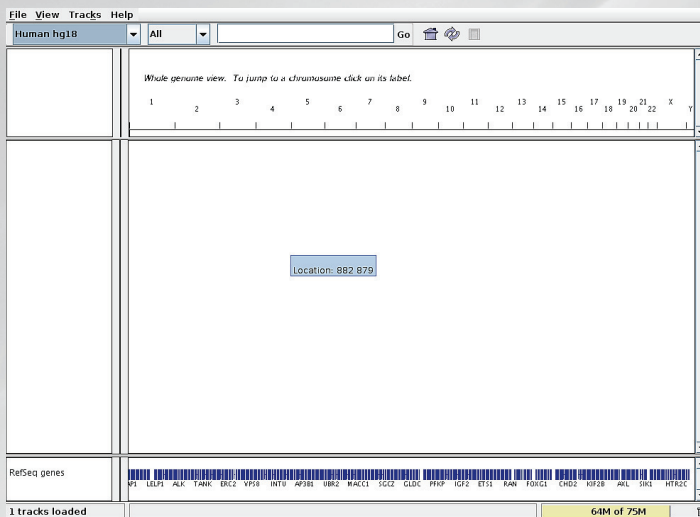 File View Tracks Help
Human hg18 All Go
Whole genome view. To jump to a chromosome click on its label.
1 2 3 4 5 6 7 8 9 10 11 12 13 14 15 16 17 18 19 20 21 22 X Y
Location: 882 879
RefSeq genes
AP1 LELP1 ALK TANK ERC2 VPS8 INTU AP3B1 UBR2 MACC1 SGCZ GLDC PFKP IGF2 ETS1 RAN FOXG1 CHD2 KIF2B AXL SIK1 HTR2C
1 tracks loaded 64M of 75M